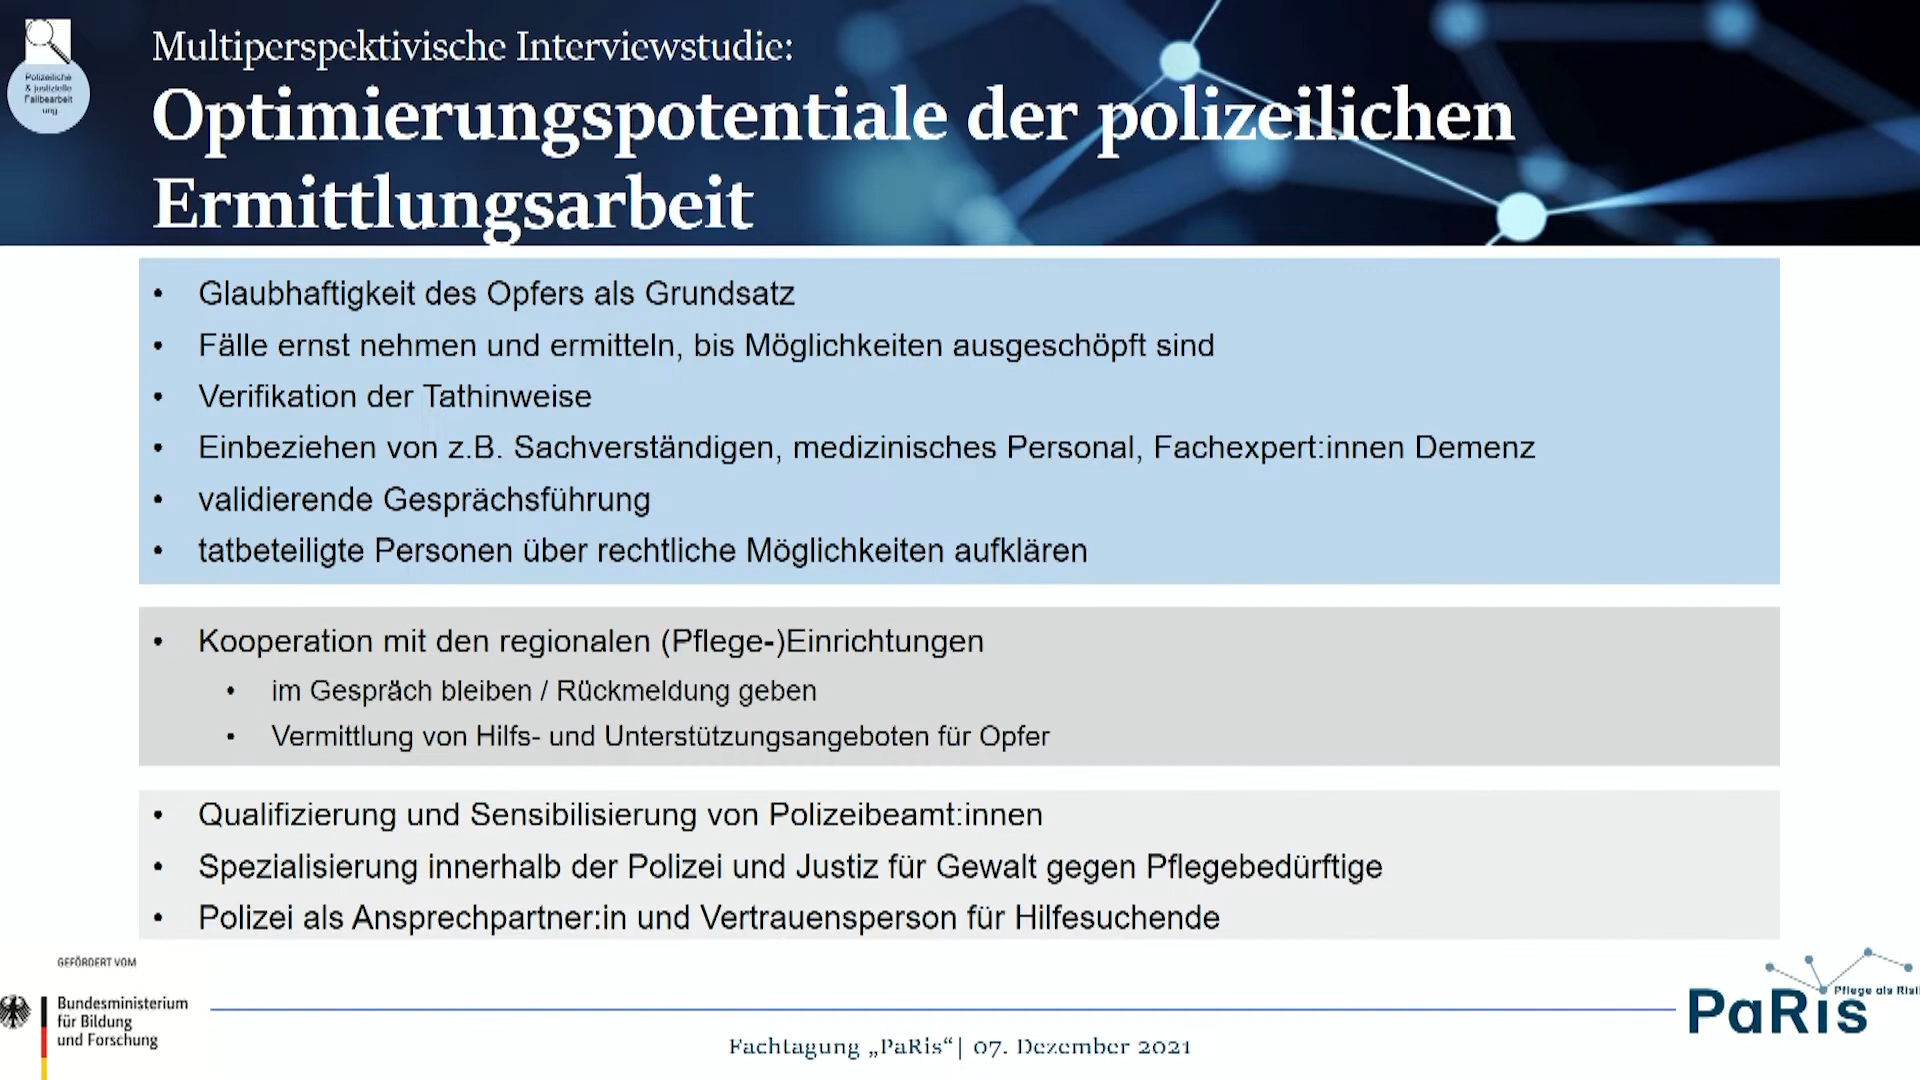 Polizeiliche
& justizielle
Fallbearbeit
ung
Multiperspektivische Interviewstudie:
Optimierungspotentiale der polizeilichen
Ermittlungsarbeit
• Glaubhaftigkeit des Opfers als Grundsatz
• Fälle ernst nehmen und ermitteln, bis Möglichkeiten ausgeschöpft sind
• Verifikation der Tathinweise
• Einbeziehen von z.B. Sachverständigen, medizinisches Personal, Fachexpert:innen Demenz
• validierende Gesprächsführung
• tatbeteiligte Personen über rechtliche Möglichkeiten aufklären
• Kooperation mit den regionalen (Pflege-)Einrichtungen
• im Gespräch bleiben / Rückmeldung geben
• Vermittlung von Hilfs- und Unterstützungsangeboten für Opfer
• Qualifizierung und Sensibilisierung von Polizeibeamt:innen
• Spezialisierung innerhalb der Polizei und Justiz für Gewalt gegen Pflegebedürftige
• Polizei als Ansprechpartner:in und Vertrauensperson für Hilfesuchende
GEFÖRDERT VOM
Bundesministerium
für Bildung
und Forschung
Fachtagung „PaRis“| 07. Dezember 2021
Pflege als
PaRis